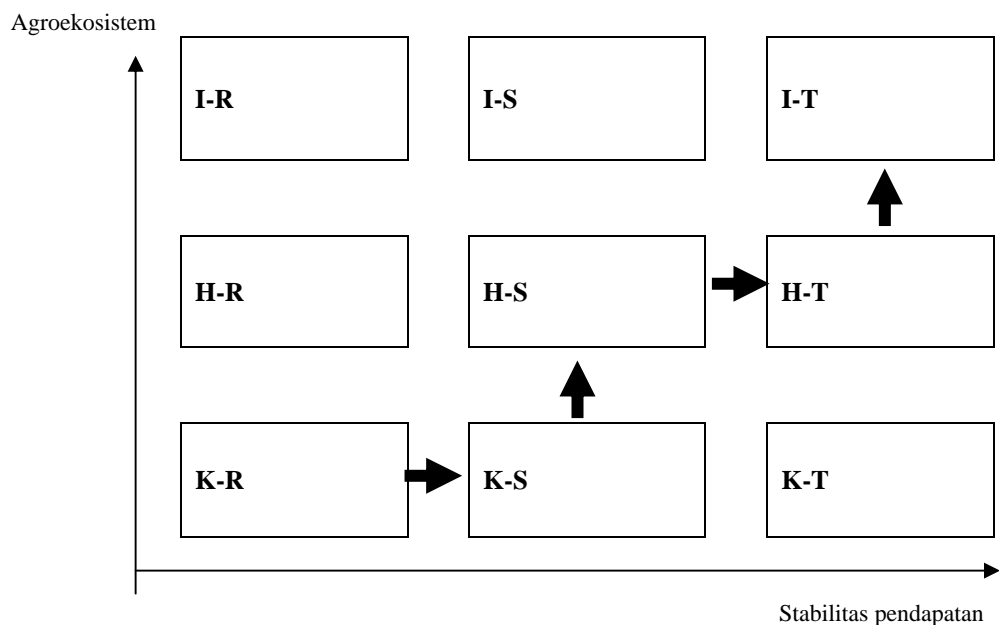 Agroekosistem
I-R
I-S
I-T
H-R
H-S
H-T
K-R
K-S
K-T
Stabilitas pendapatan